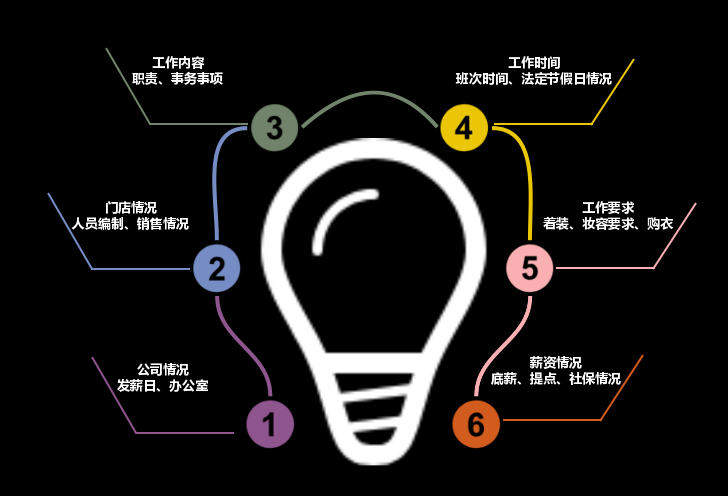 工作内容
职责、事务事项
3
工作时间
班次时间、法定节假日情况
4
门店情况
人员编制、销售情况
2
工作要求
着装、妆容要求、购衣
5
公司情况
发薪日、办公室
1
薪资情况
底薪、提点、社保情况
6